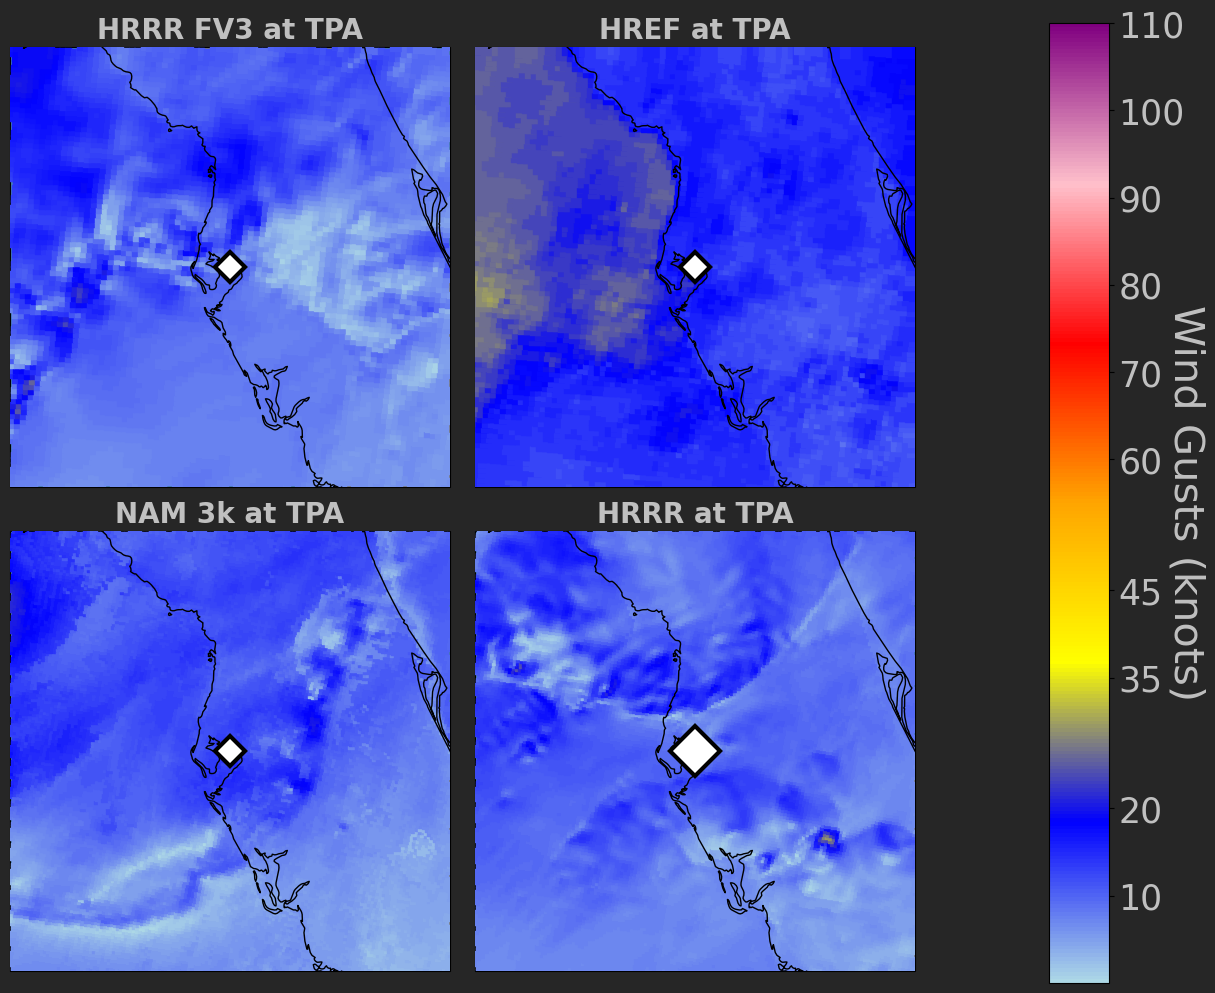 HRRR FV3 at TPA
HREF at TPA
NAM 3k at TPA
HRRR at TPA
110
100
90
80
70
60
45
35
20
10
Wind Gusts (knots)